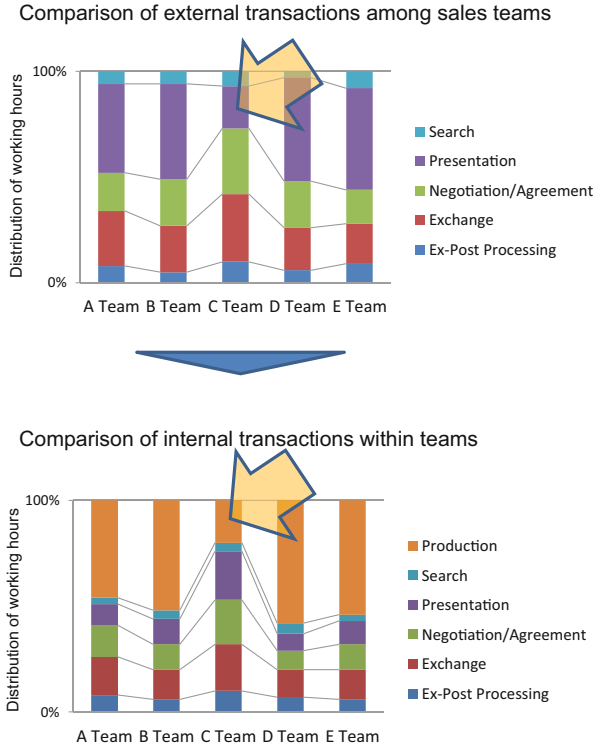 Comparison of external transactions among sales teams
100%
Distribution of working hours
0%
A Team B Team C Team D Team E Team
Search
Presentation
Negotiation/Agreement
Exchange
Ex-Post Processing
Comparison of internal transactions within teams
100%
Distribution of working hours
0%
A Team B Team C Team D Team E Team
Production
Search
Presentation
Negotiation/Agreement
Exchange
Ex-Post Processing